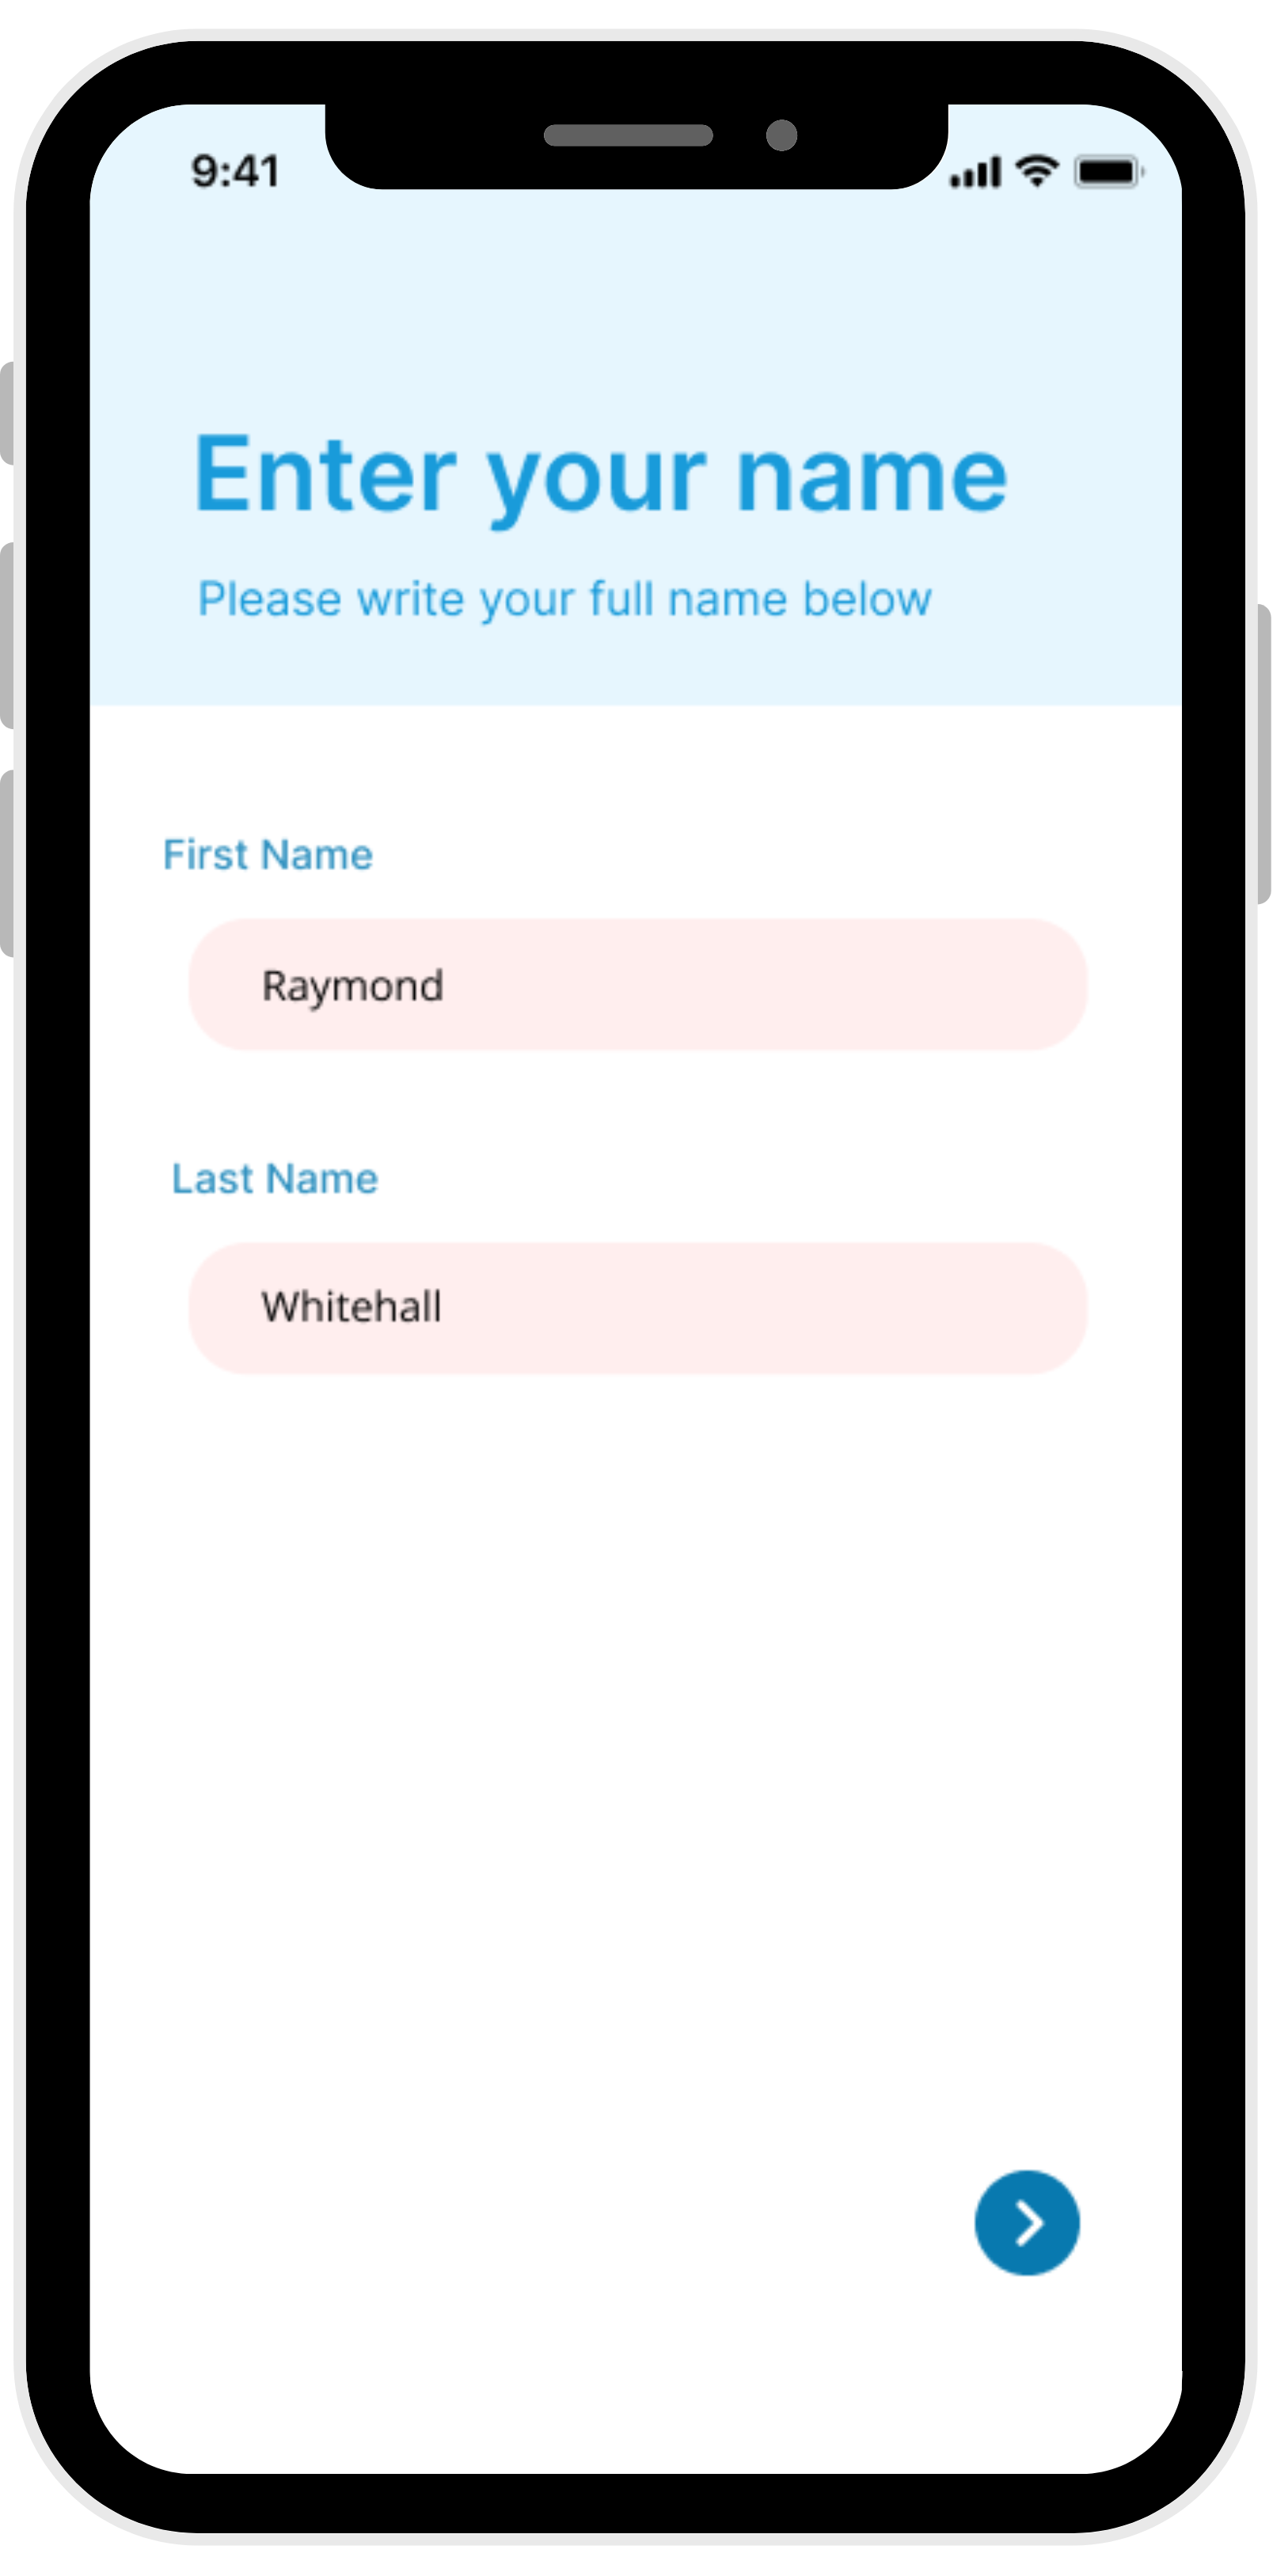 9:41
Enter your name
Please write your full name below
First Name
Raymond
Last Name
Whitehall